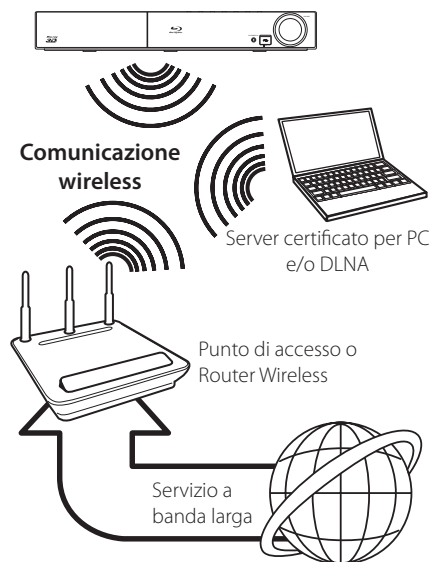 Comunicazione
wireless
Server certificato per PC
e/o DLNA
Punto di accesso o
Router Wireless
Servizio a
banda larga